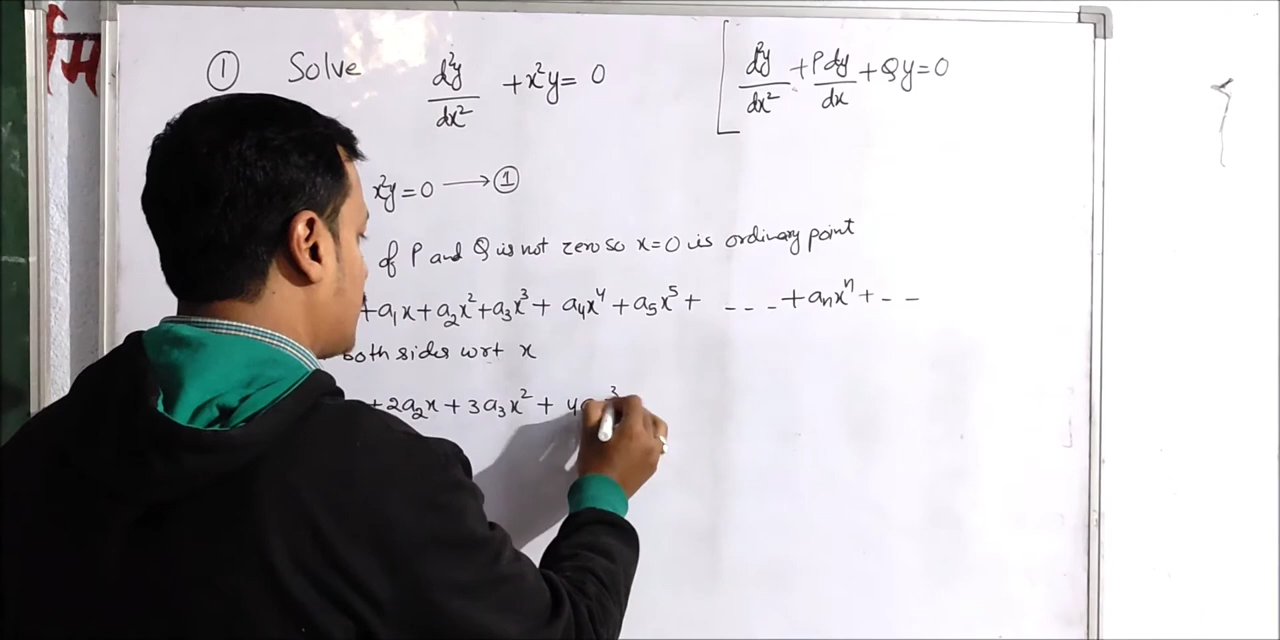 मि
① Solve d²y/dx² + x²y = 0 [ d²y/dx² + P dy/dx + Qy = 0
x²y = 0 → ①
of P and Q is not zero so x = 0 is ordinary point
+ a₁x + a₂x² + a₃x³ + a₄x⁴ + a₅x⁵ + - - - + aₙxⁿ + - -
both sides wrt x
+ 2a₂x + 3a₃x² + 4